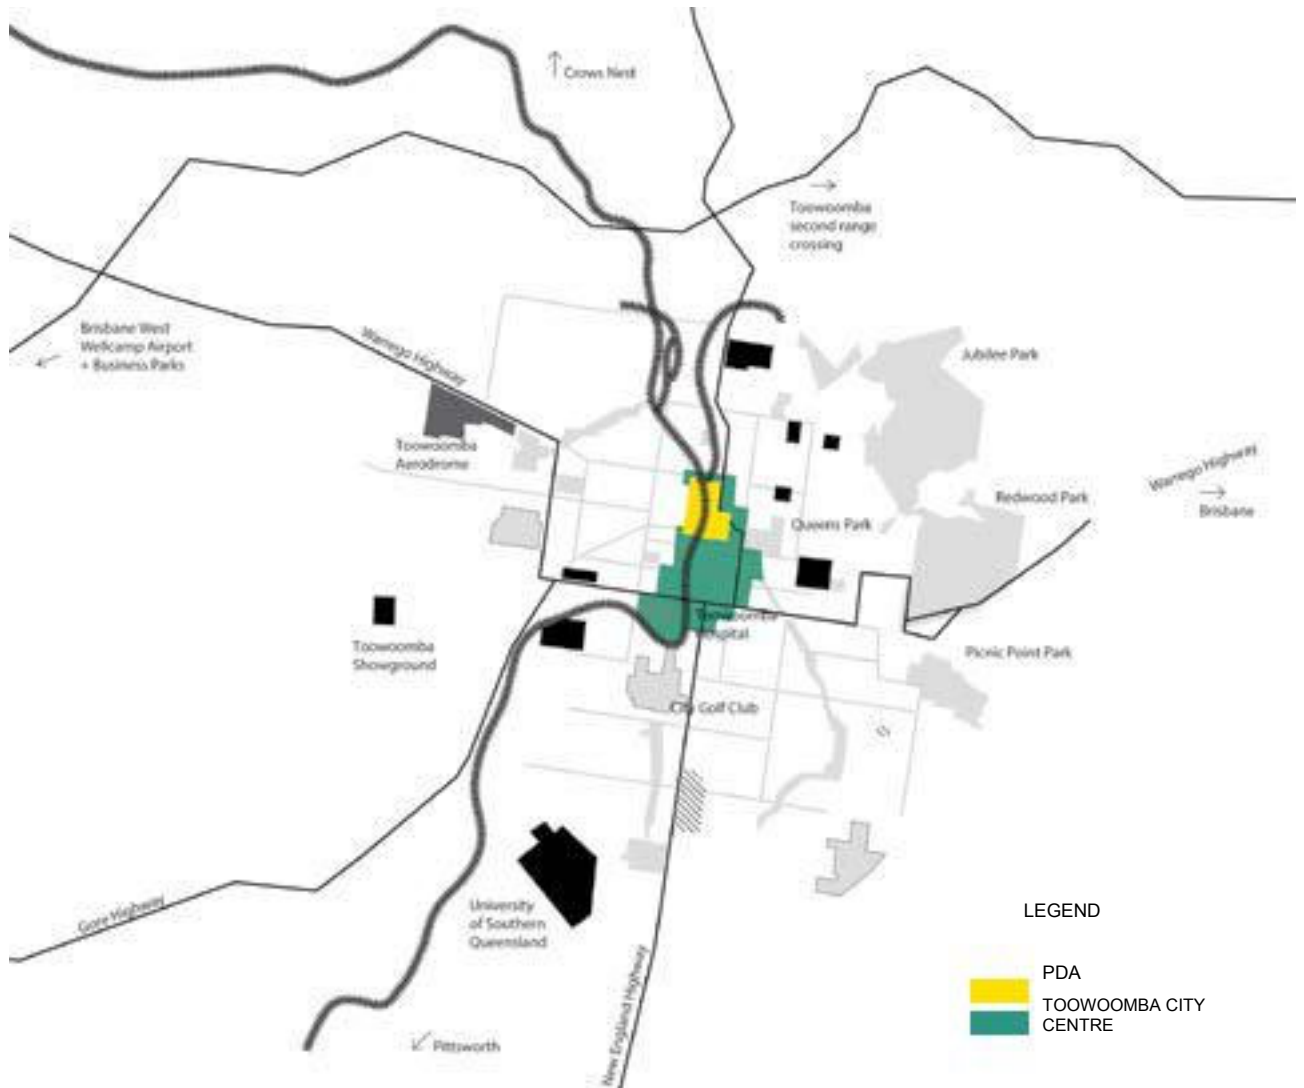 Crows Nest
Toowoomba
second range
crossing
Brisbane West
Wellcamp Airport
+ Business Parks
Warrego Highway
Jubilee Park
Toowoomba
Aerodrome
Warrego Highway
Redwood Park
Brisbane
Queens Park
Toowoomba
Hospital
Toowoomba
Showground
Picnic Point Park
City Golf Club
University
of Southern
Queensland
Gore Highway
New England Highway
Pittsworth
LEGEND
PDA
TOOWOOMBA CITY
CENTRE